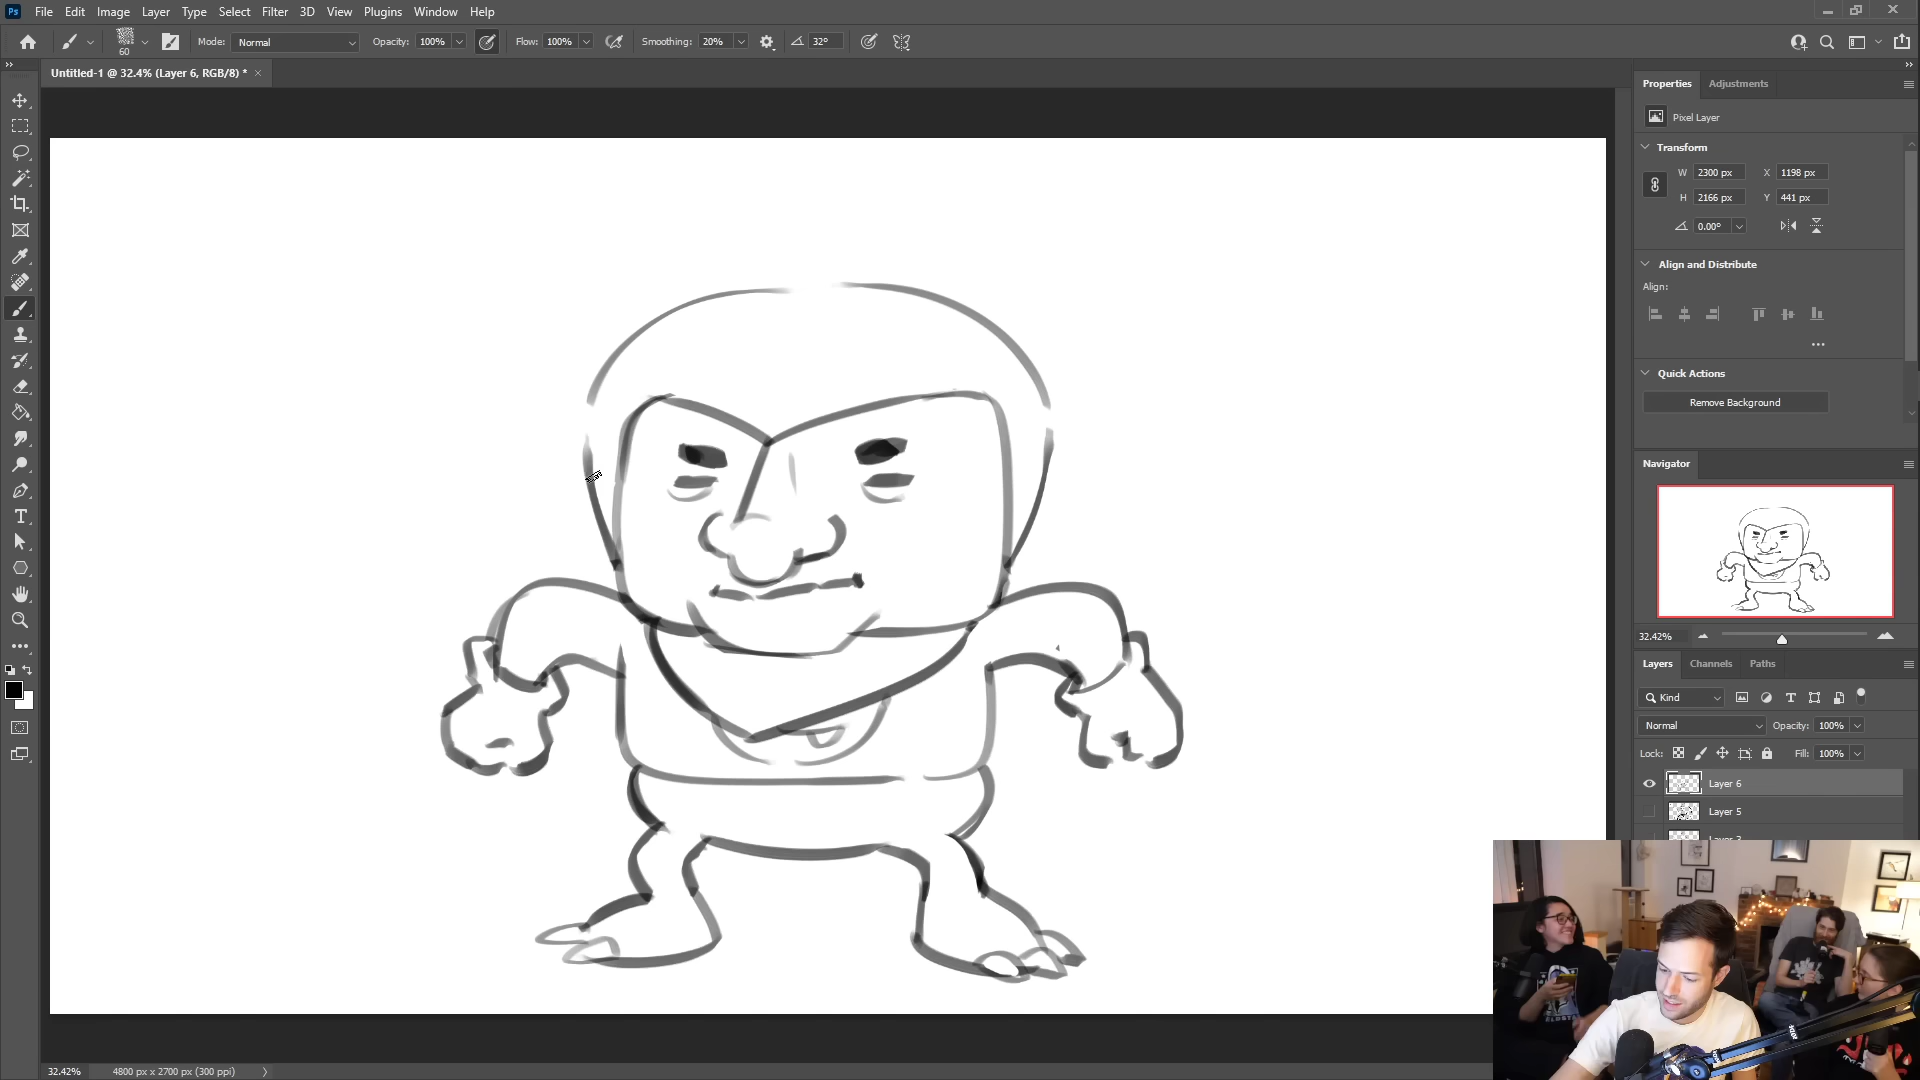 Ps File Edit Image Layer Type Select Filter 3D View Plugins Window Help
60 Mode: Normal Opacity: 100% Flow: 100% Smoothing: 20% 32°
Untitled-1 @ 32.4% (Layer 6, RGB/8) * ×
Properties Adjustments
Pixel Layer
Transform
W 2300 px X 1198 px
H 2166 px Y 441 px
0.00°
Align and Distribute
Align:
Quick Actions
Remove Background
Navigator
32.42%
Layers Channels Paths
Kind
Normal Opacity: 100%
Lock: Fill: 100%
Layer 6
Layer 5
32.42% 4800 px x 2700 px (300 ppi)